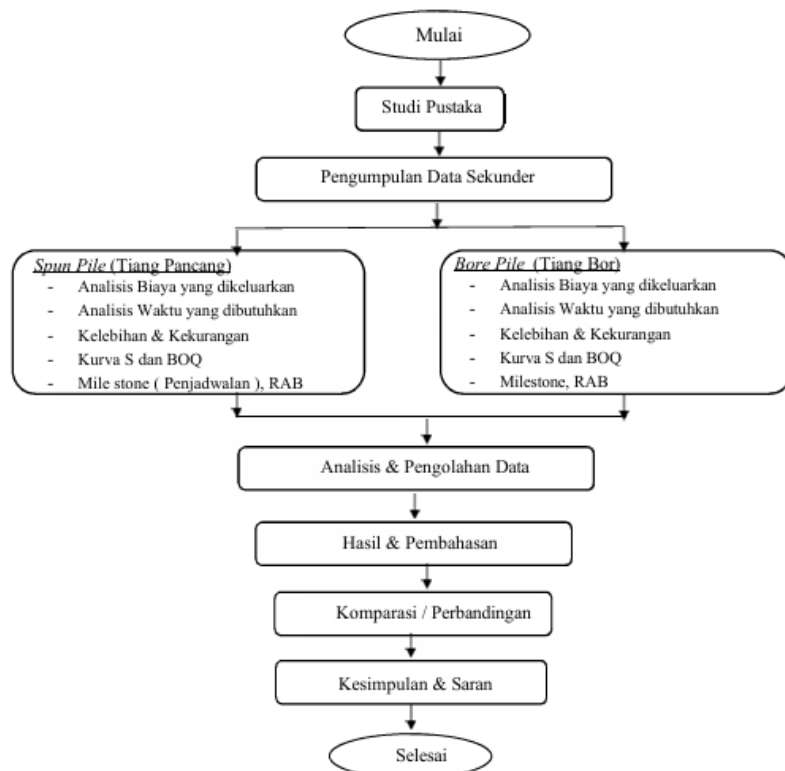 Mulai
Studi Pustaka
Pengumpulan Data Sekunder
Spun Pile (Tiang Pancang)
- Analisis Biaya yang dikeluarkan
- Analisis Waktu yang dibutuhkan
- Kelebihan & Kekurangan
- Kurva S dan BOQ
- Mile stone ( Penjadwalan ), RAB
Bore Pile (Tiang Bor)
- Analisis Biaya yang dikeluarkan
- Analisis Waktu yang dibutuhkan
- Kelebihan & Kekurangan
- Kurva S dan BOQ
- Milestone, RAB
Analisis & Pengolahan Data
Hasil & Pembahasan
Komparasi / Perbandingan
Kesimpulan & Saran
Selesai